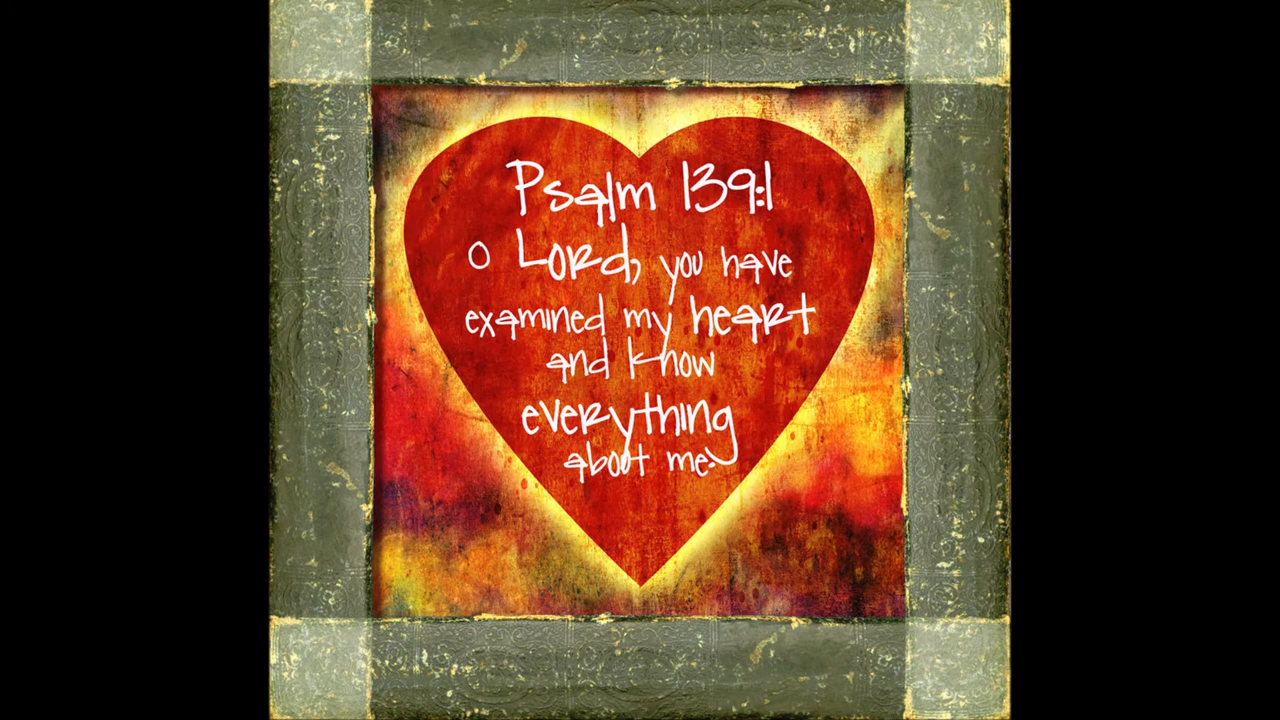 Psalm 139:1
o Lord, you have
examined my heart
and know
everything
about me.